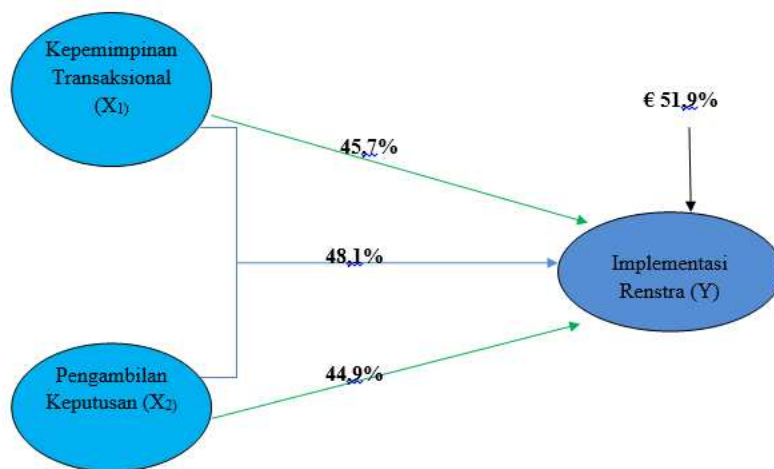 Kepemimpinan
Transaksional
(X1)
€ 51,9%
45,7%
48,1%
Implementasi
Renstra (Y)
Pengambilan
Keputusan (X2)
44,9%